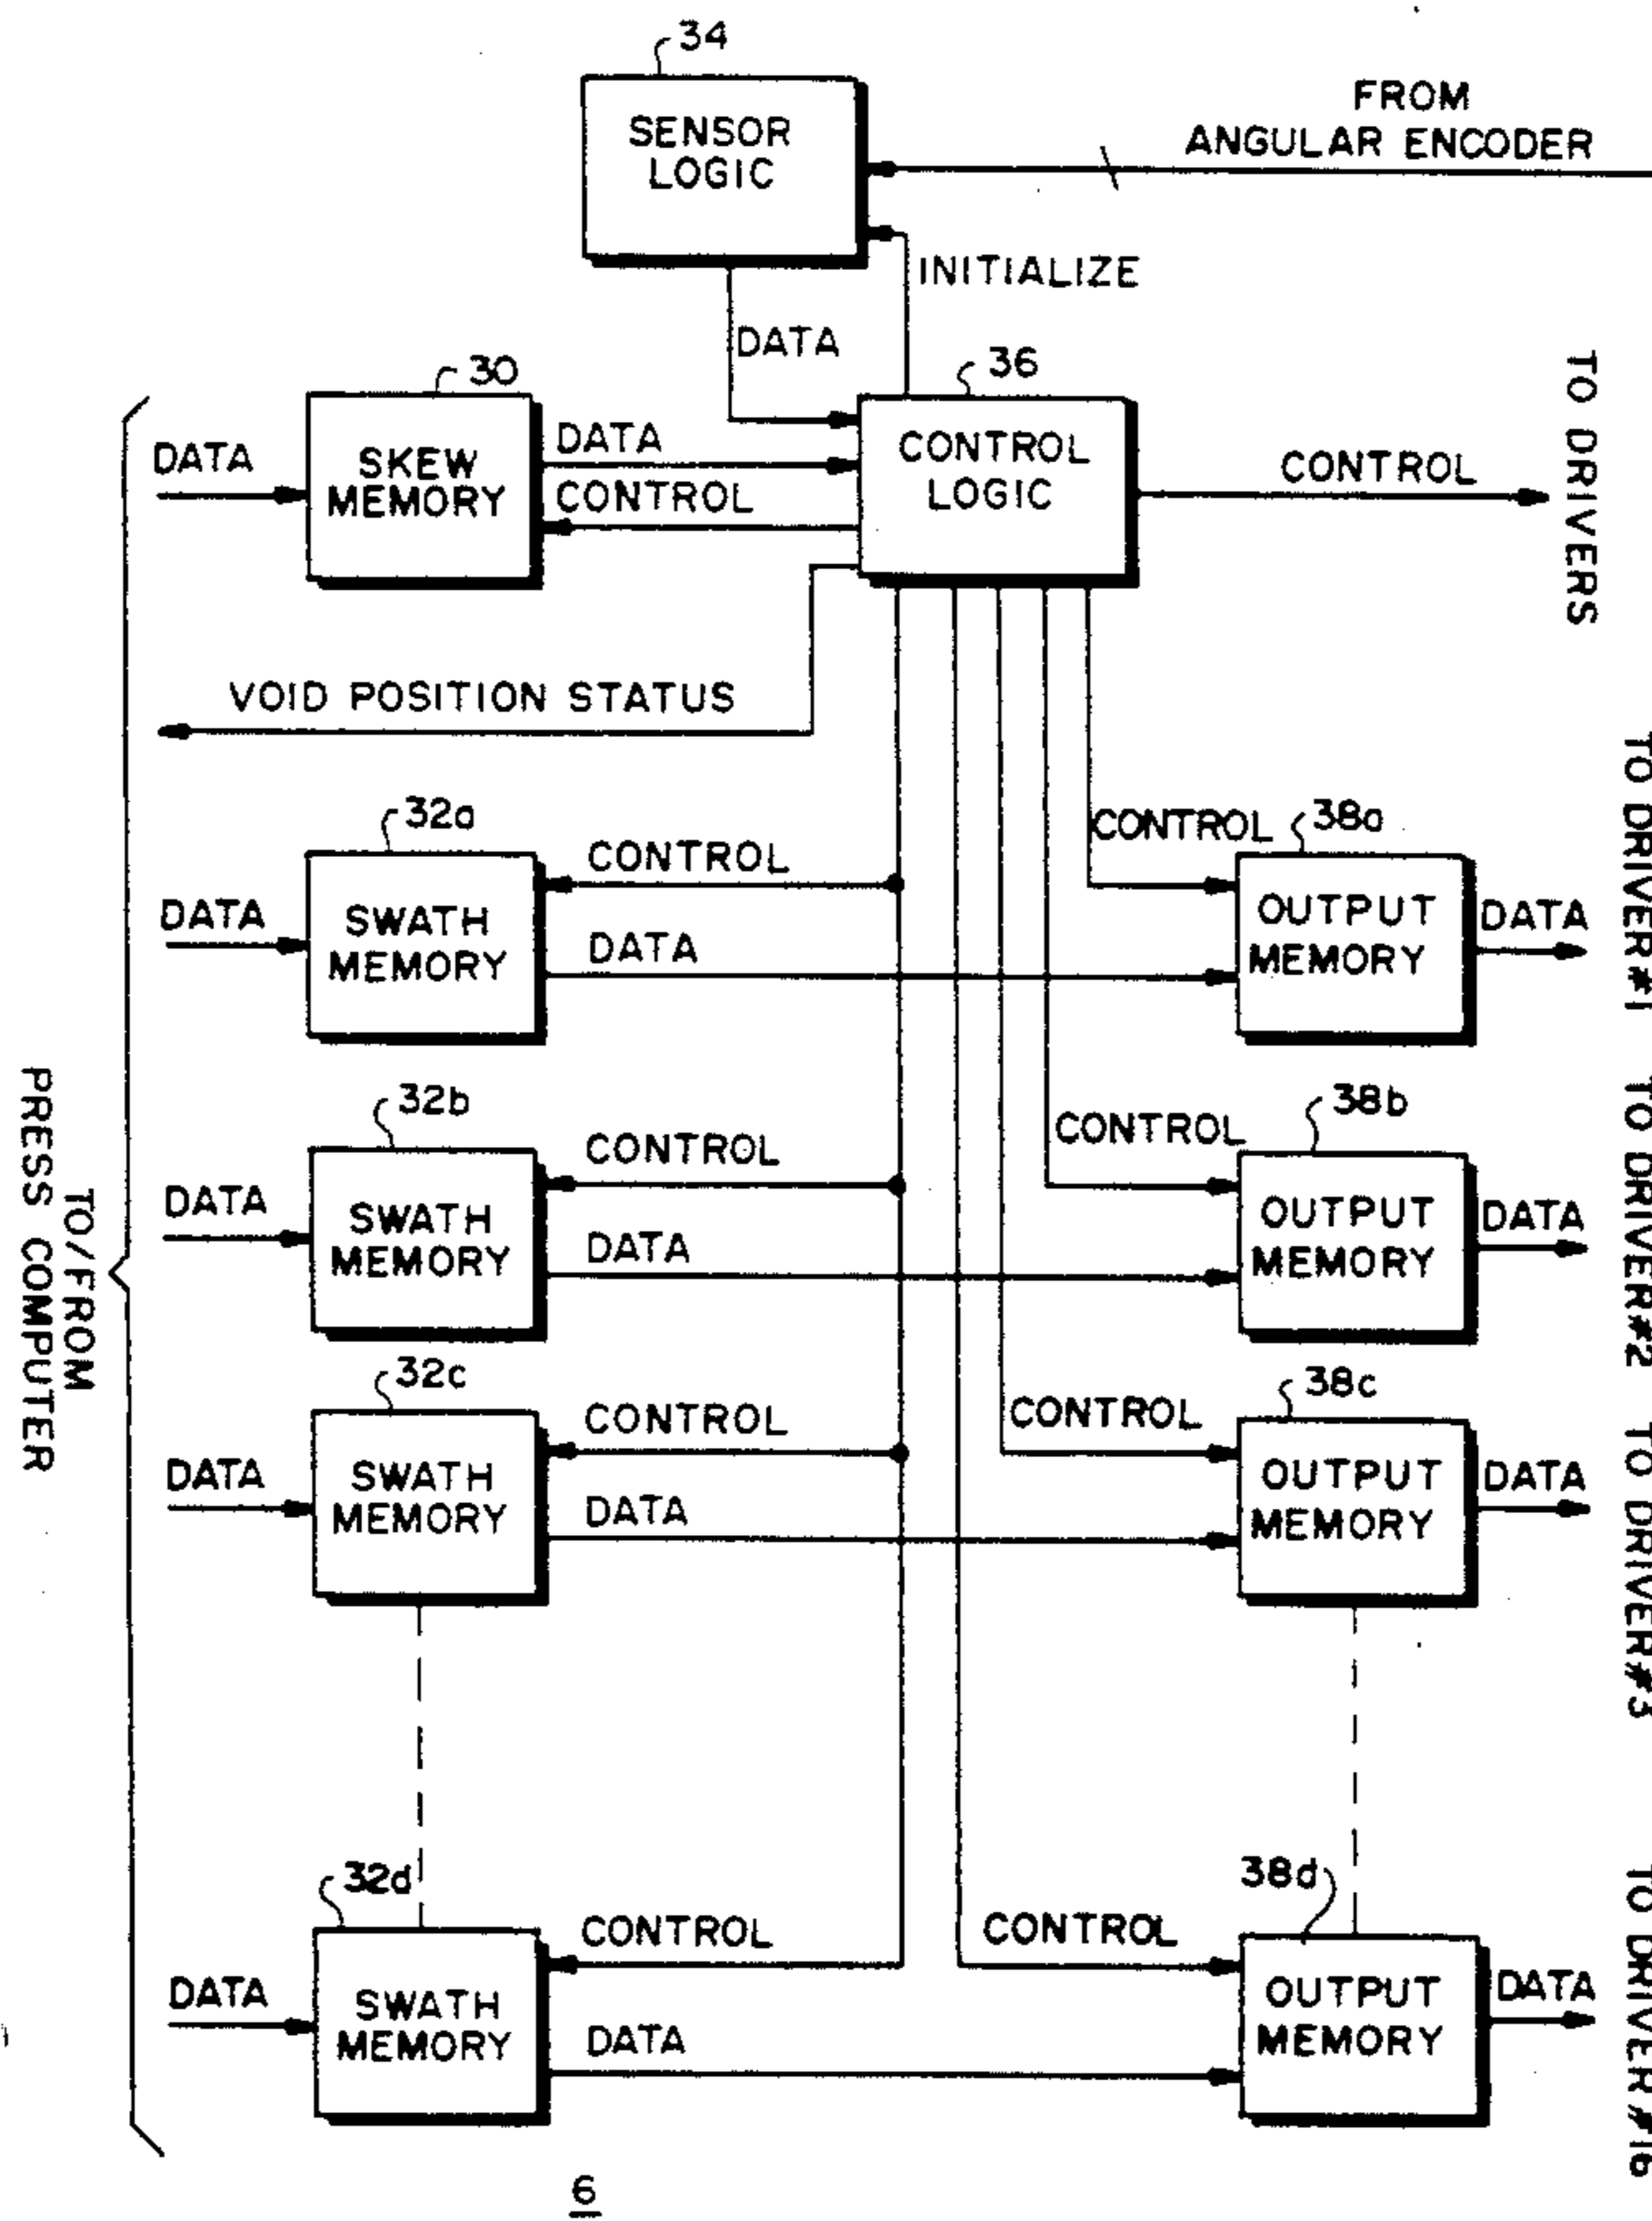 34
SENSOR
LOGIC
FROM
ANGULAR ENCODER
INITIALIZE
DATA
30
DATA
SKEW
MEMORY
DATA
CONTROL
36
CONTROL
LOGIC
CONTROL
TO DRIVERS
VOID POSITION STATUS
32a
DATA
SWATH
MEMORY
CONTROL
DATA
CONTROL
38a
OUTPUT
MEMORY
DATA
TO DRIVER #1
32b
DATA
SWATH
MEMORY
CONTROL
DATA
CONTROL
38b
OUTPUT
MEMORY
DATA
TO DRIVER #2
TO/FROM
PRESS COMPUTER
32c
DATA
SWATH
MEMORY
CONTROL
DATA
CONTROL
38c
OUTPUT
MEMORY
DATA
TO DRIVER #3
32d
DATA
SWATH
MEMORY
CONTROL
DATA
CONTROL
38d
OUTPUT
MEMORY
DATA
TO DRIVER #16
6